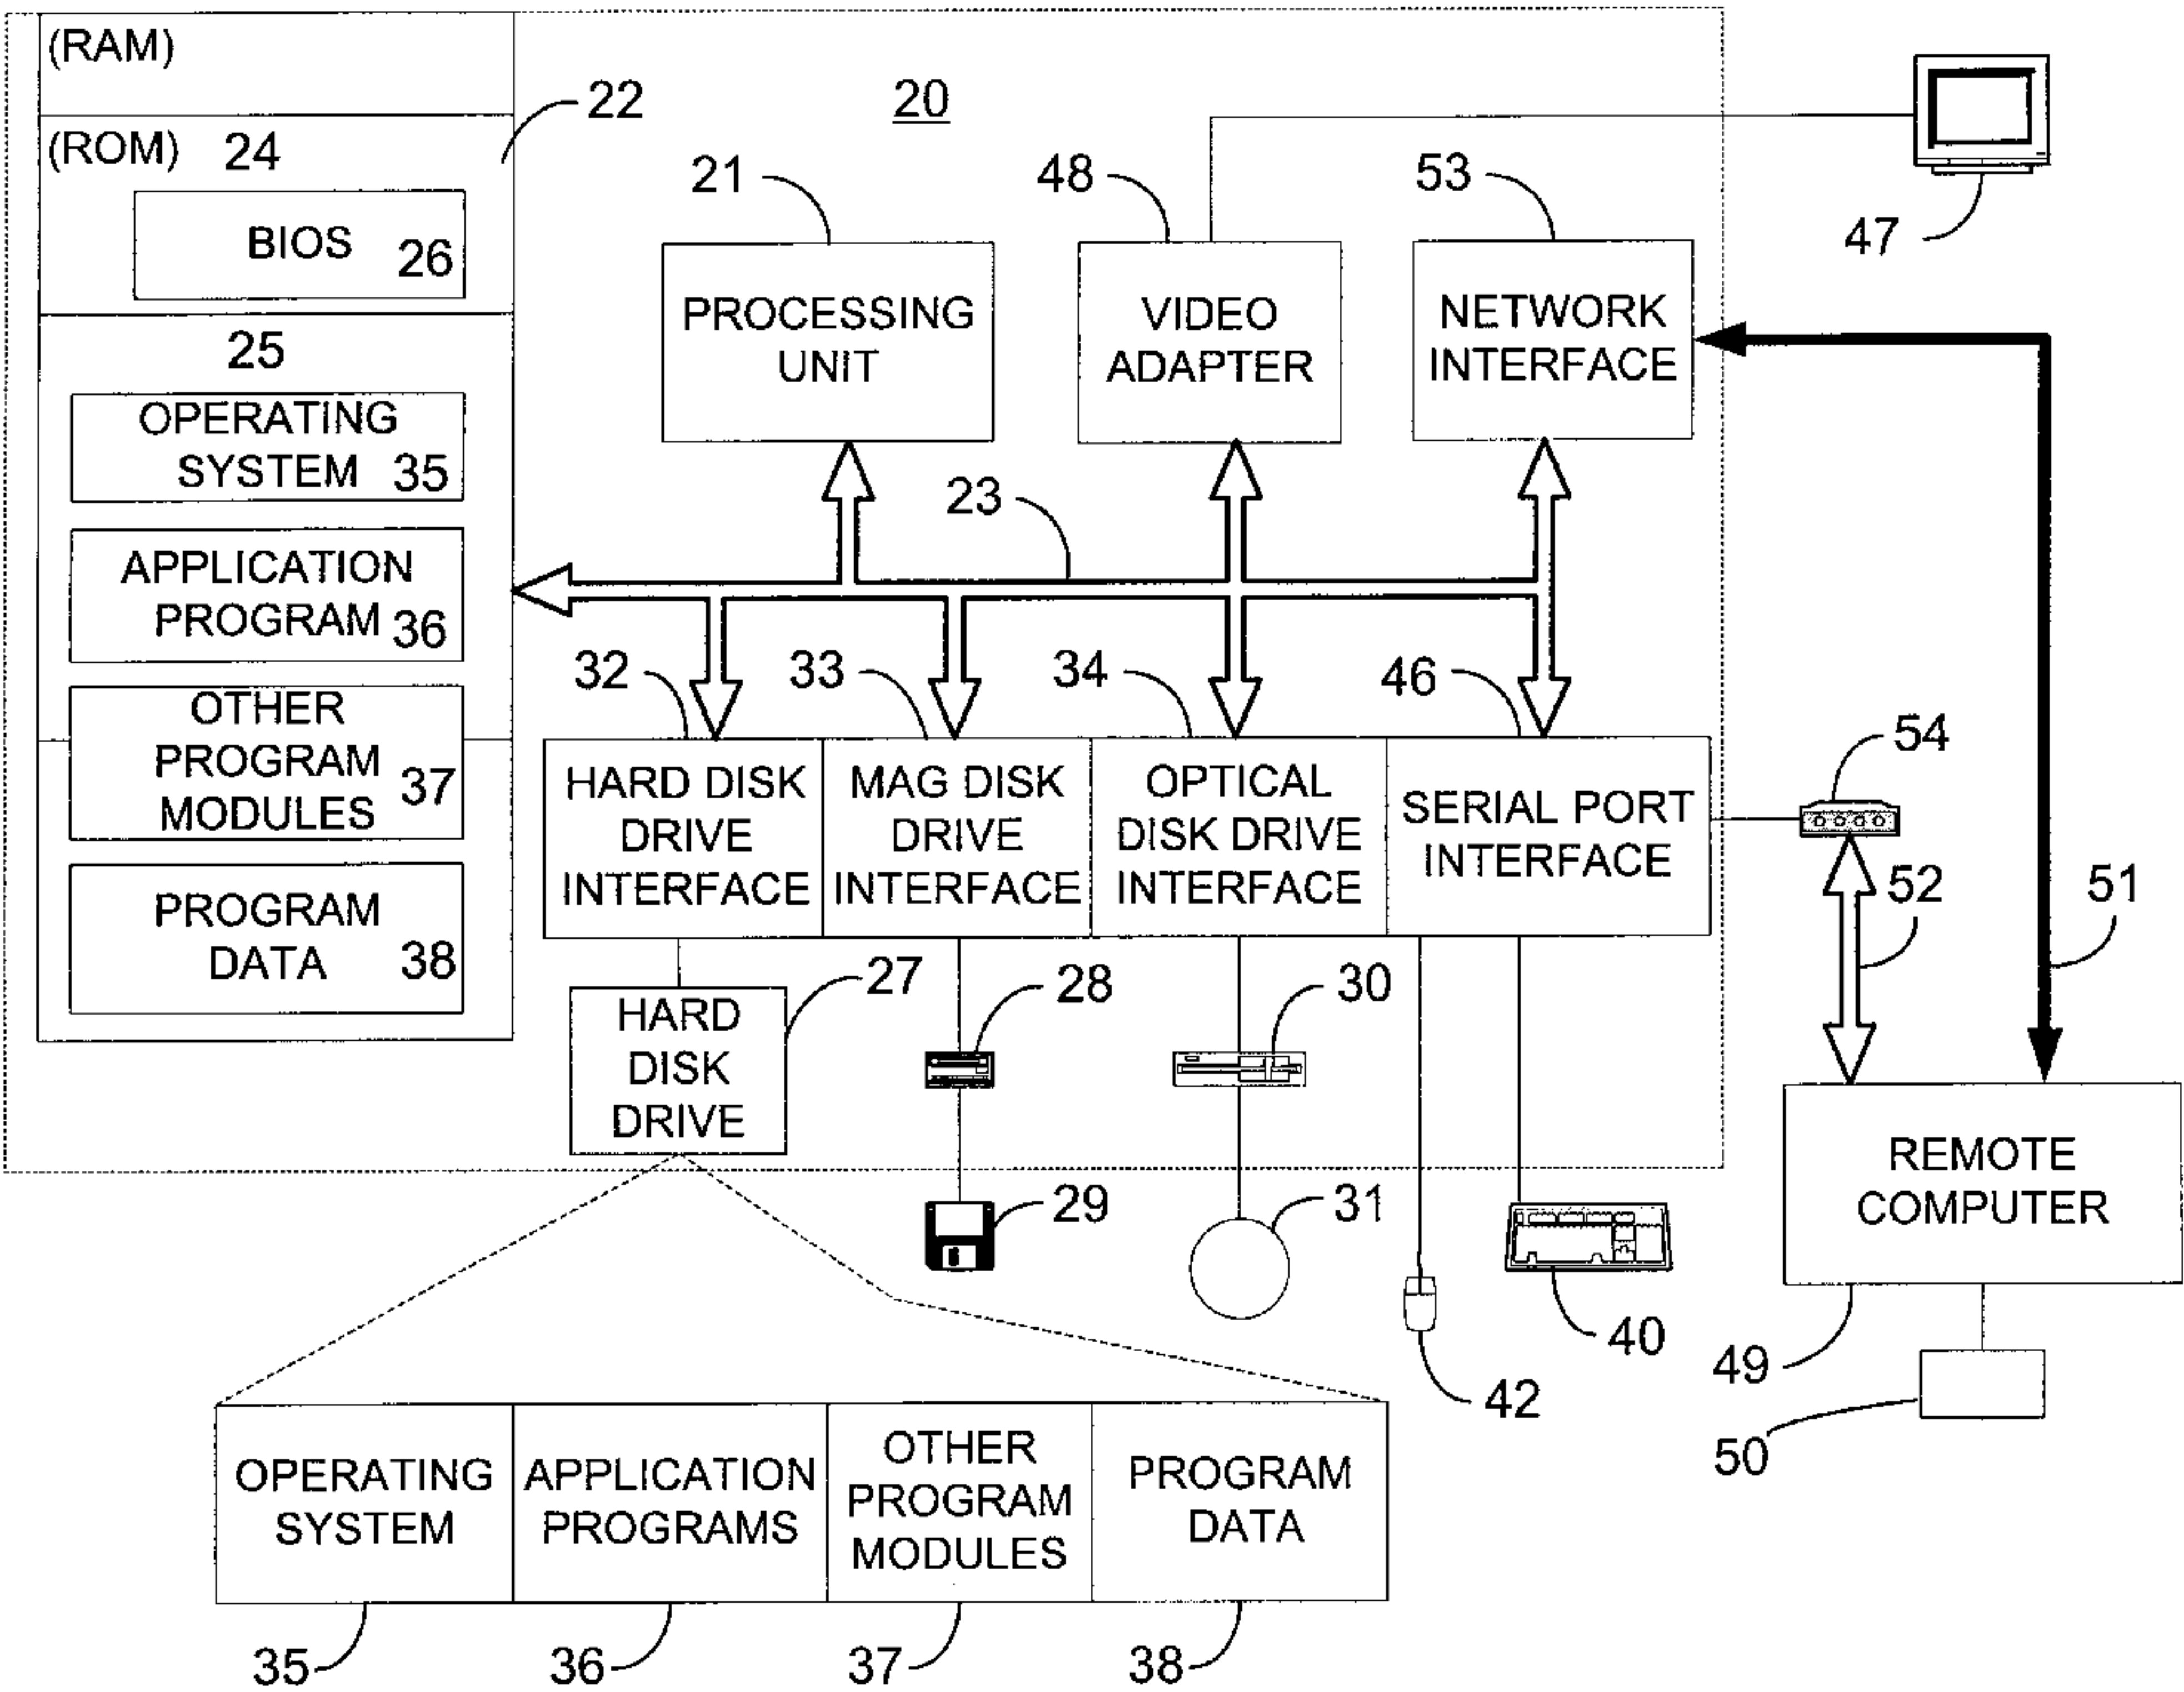 (RAM)
22
20
(ROM) 24
BIOS 26
21
48
53
47
PROCESSING
UNIT
VIDEO
ADAPTER
NETWORK
INTERFACE
25
OPERATING
SYSTEM 35
APPLICATION
PROGRAM 36
OTHER
PROGRAM
MODULES 37
PROGRAM
DATA 38
23
32
33
34
46
HARD DISK
DRIVE
INTERFACE
MAG DISK
DRIVE
INTERFACE
OPTICAL
DISK DRIVE
INTERFACE
SERIAL PORT
INTERFACE
54
52
51
27
28
30
HARD
DISK
DRIVE
29
31
42
40
REMOTE
COMPUTER
49
50
OPERATING
SYSTEM
APPLICATION
PROGRAMS
OTHER
PROGRAM
MODULES
PROGRAM
DATA
35
36
37
38